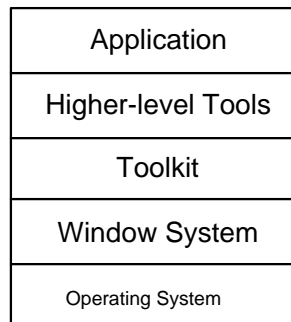 Application
Higher-level Tools
Toolkit
Window System
Operating System